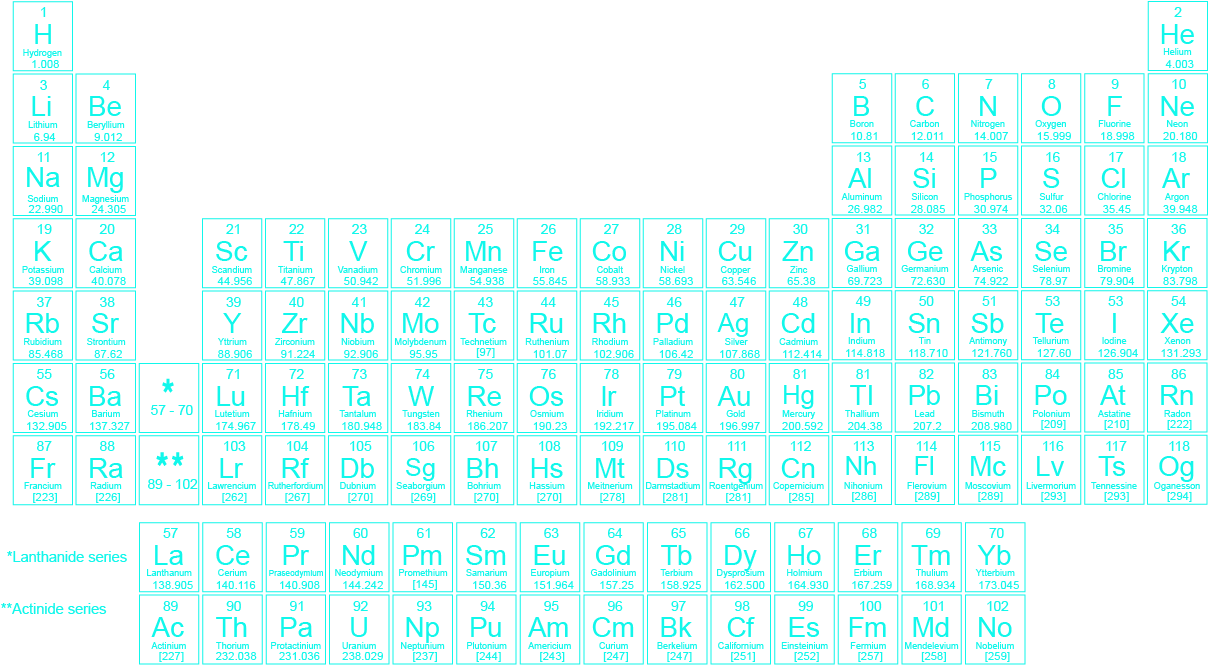 1 2
H He
Hydrogen Helium
1.008 4.003
3 4 5 6 7 8 9 10
Li Be B C N O F Ne
Lithium Beryllium Boron Carbon Nitrogen Oxygen Fluorine Neon
6.94 9.012 10.81 12.011 14.007 15.999 18.998 20.180
11 12 13 14 15 16 17 18
Na Mg Al Si P S Cl Ar
Sodium Magnesium Aluminum Silicon Phosphorus Sulfur Chlorine Argon
22.990 24.305 26.982 28.085 30.974 32.06 35.45 39.948
19 20 21 22 23 24 25 26 27 28 29 30 31 32 33 34 35 36
K Ca Sc Ti V Cr Mn Fe Co Ni Cu Zn Ga Ge As Se Br Kr
Potassium Calcium Scandium Titanium Vanadium Chromium Manganese Iron Cobalt Nickel Copper Zinc Gallium Germanium Arsenic Selenium Bromine Krypton
39.098 40.078 44.956 47.867 50.942 51.996 54.938 55.845 58.933 58.693 63.546 65.38 69.723 72.630 74.922 78.97 79.904 83.798
37 38 39 40 41 42 43 44 45 46 47 48 49 50 51 53 53 54
Rb Sr Y Zr Nb Mo Tc Ru Rh Pd Ag Cd In Sn Sb Te I Xe
Rubidium Strontium Yttrium Zirconium Niobium Molybdenum Technetium Ruthenium Rhodium Palladium Silver Cadmium Indium Tin Antimony Tellurium Iodine Xenon
85.468 87.62 88.906 91.224 92.906 95.95 [97] 101.07 102.906 106.42 107.868 112.414 114.818 118.710 121.760 127.60 126.904 131.293
55 56 71 72 73 74 75 76 78 79 80 81 81 82 83 84 85 86
Cs Ba * Lu Hf Ta W Re Os Ir Pt Au Hg Tl Pb Bi Po At Rn
Cesium Barium 57 - 70 Lutetium Hafnium Tantalum Tungsten Rhenium Osmium Iridium Platinum Gold Mercury Thallium Lead Bismuth Polonium Astatine Radon
132.905 137.327 174.967 178.49 180.948 183.84 186.207 190.23 192.217 195.084 196.997 200.592 204.38 207.2 208.980 [209] [210] [222]
87 88 103 104 105 106 107 108 109 110 111 112 113 114 115 116 117 118
Fr Ra ** Lr Rf Db Sg Bh Hs Mt Ds Rg Cn Nh Fl Mc Lv Ts Og
Francium Radium 89 - 102 Lawrencium Rutherfordium Dubnium Seaborgium Bohrium Hassium Meitnerium Darmstadtium Roentgenium Copernicium Nihonium Flerovium Moscovium Livermorium Tennessine Oganesson
[223] [226] [262] [267] [270] [269] [270] [270] [278] [281] [281] [285] [286] [289] [289] [293] [293] [294]
57 58 59 60 61 62 63 64 65 66 67 68 69 70
*Lanthanide series La Ce Pr Nd Pm Sm Eu Gd Tb Dy Ho Er Tm Yb
Lanthanum Cerium Praseodymium Neodymium Promethium Samarium Europium Gadolinium Terbium Dysprosium Holmium Erbium Thulium Ytterbium
138.905 140.116 140.908 144.242 [145] 150.36 151.964 157.25 158.925 162.500 164.930 167.259 168.934 173.045
**Actinide series 89 90 91 92 93 94 95 96 97 98 99 100 101 102
Ac Th Pa U Np Pu Am Cm Bk Cf Es Fm Md No
Actinium Thorium Protactinium Uranium Neptunium Plutonium Americium Curium Berkelium Californium Einsteinium Fermium Mendelevium Nobelium
[227] 232.038 231.036 238.029 [237] [244] [243] [247] [247] [251] [252] [257] [258] [259]